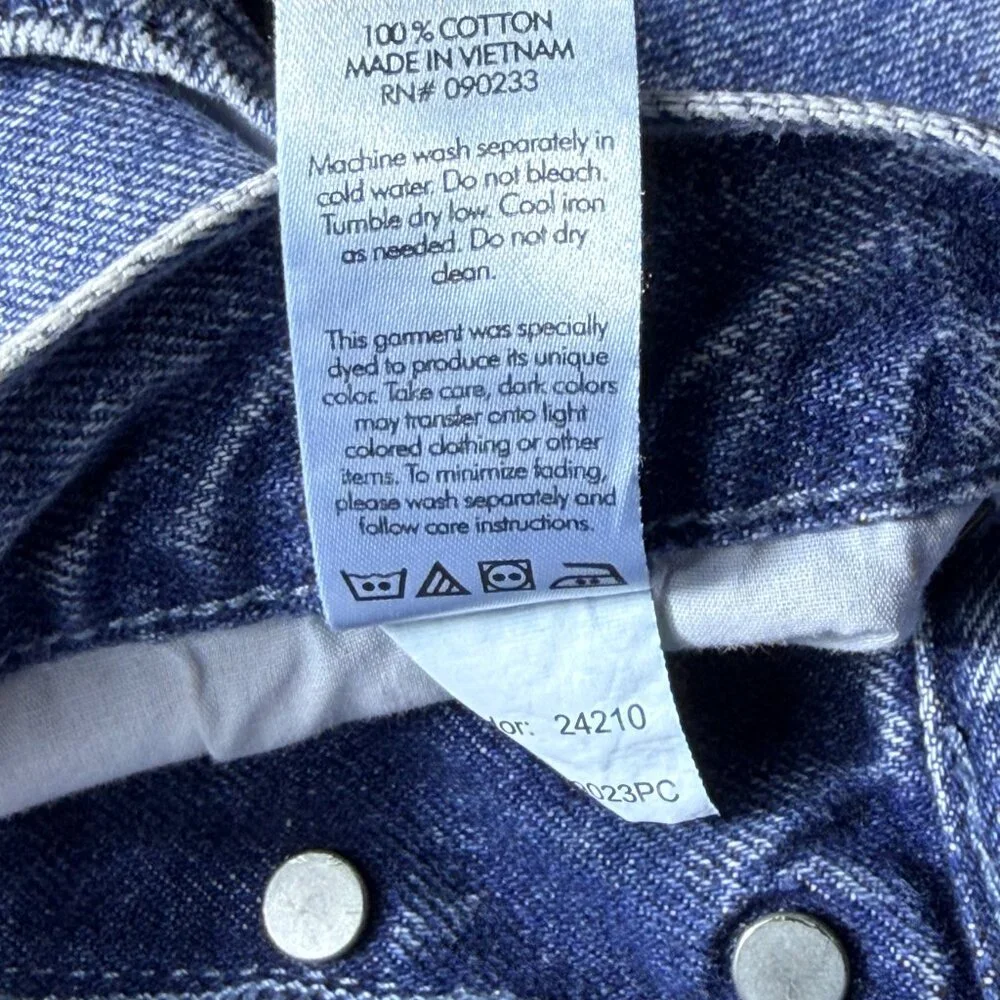 100% COTTON
MADE IN VIETNAM
RN# 090233
Machine wash separately in
cold water. Do not bleach.
Tumble dry low. Cool iron
as needed. Do not dry
clean.
This garment was specially
dyed to produce its unique
color. Take care, dark colors
may transfer onto light
colored clothing or other
items. To minimize fading,
please wash separately and
follow care instructions.
dor: 24210
023PC